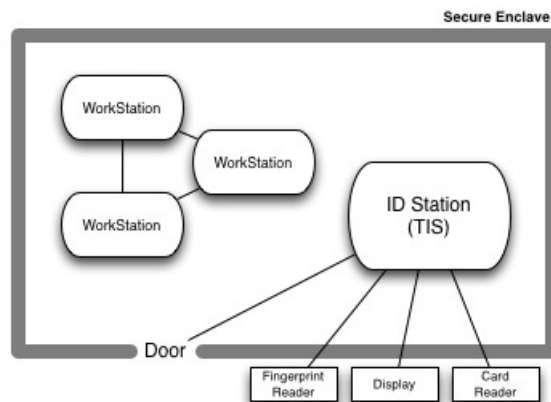 Secure Enclave
WorkStation
WorkStation
WorkStation
ID Station
(TIS)
Door
Fingerprint
Reader
Display
Card
Reader